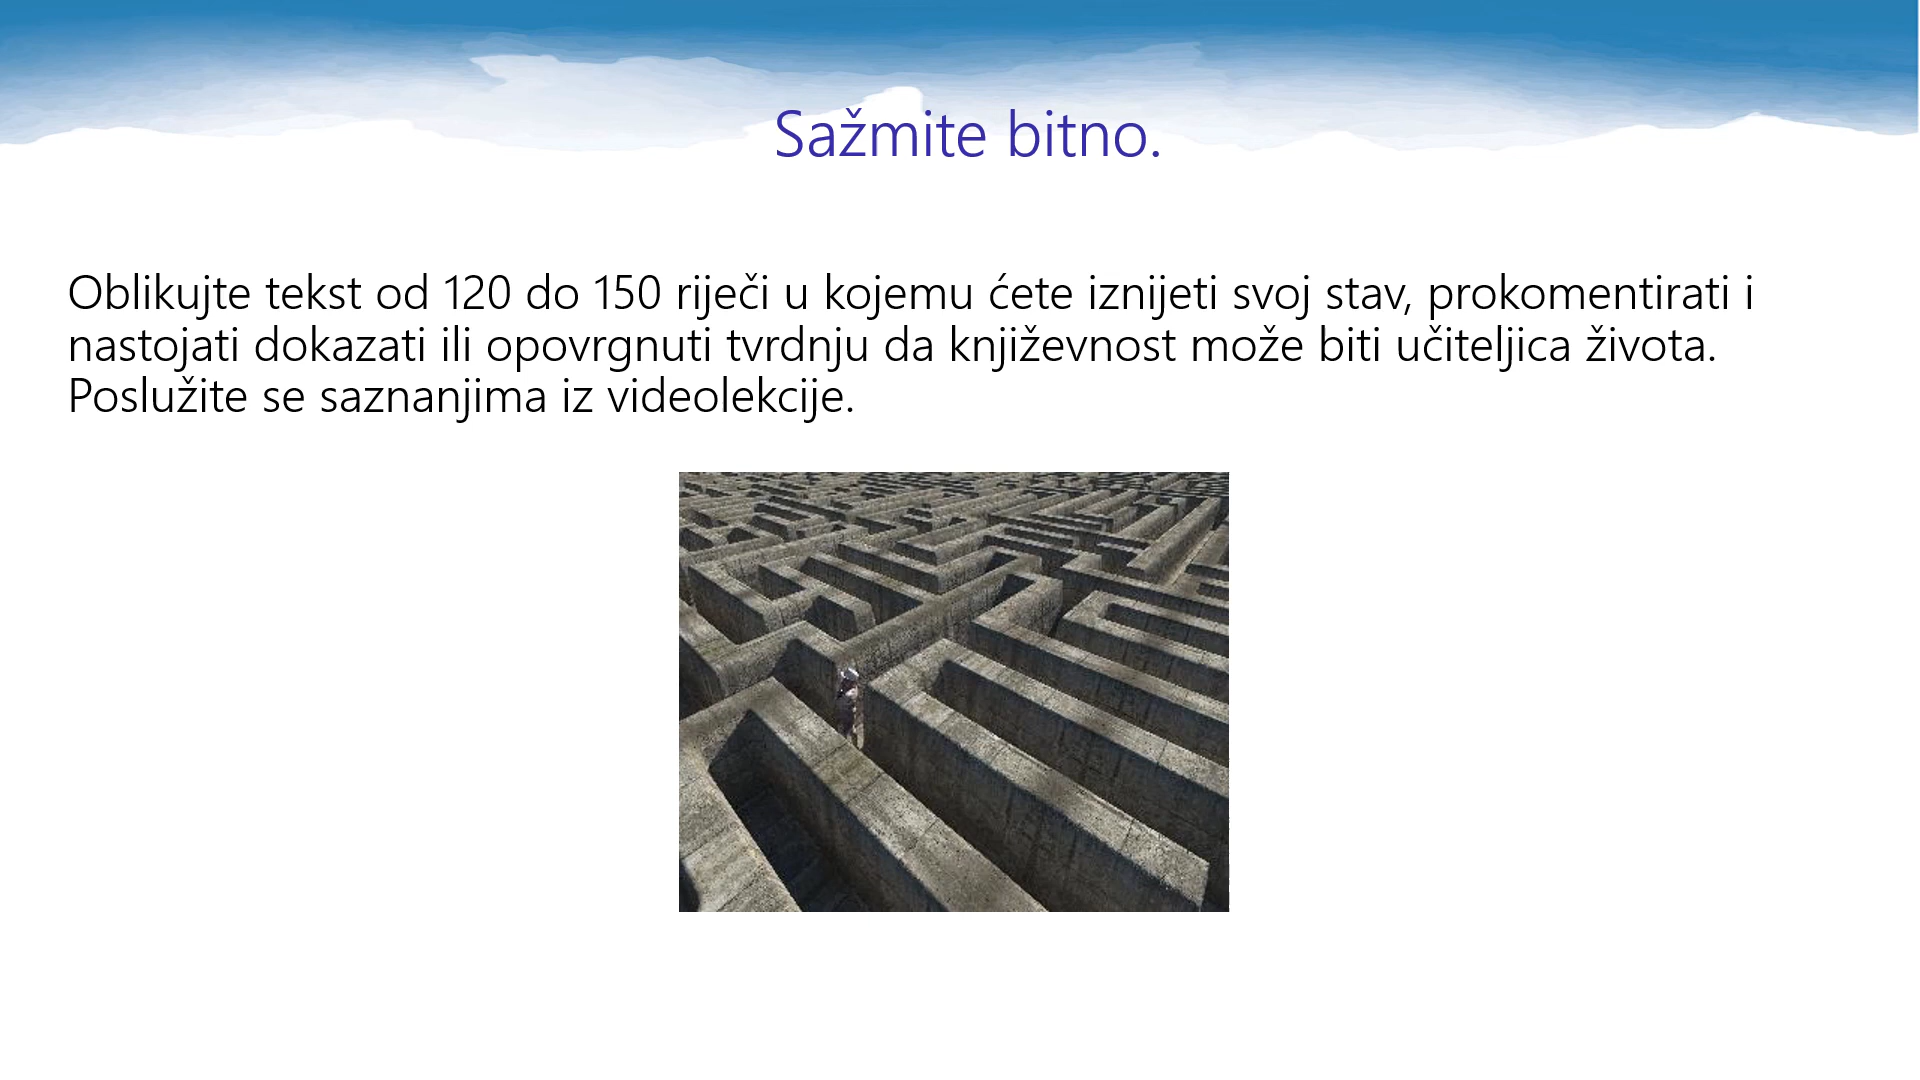 Sažmite bitno.
Oblikujte tekst od 120 do 150 riječi u kojemu ćete iznijeti svoj stav, prokomentirati i
nastojati dokazati ili opovrgnuti tvrdnju da književnost može biti učiteljica života.
Poslužite se saznanjima iz videolekcije.